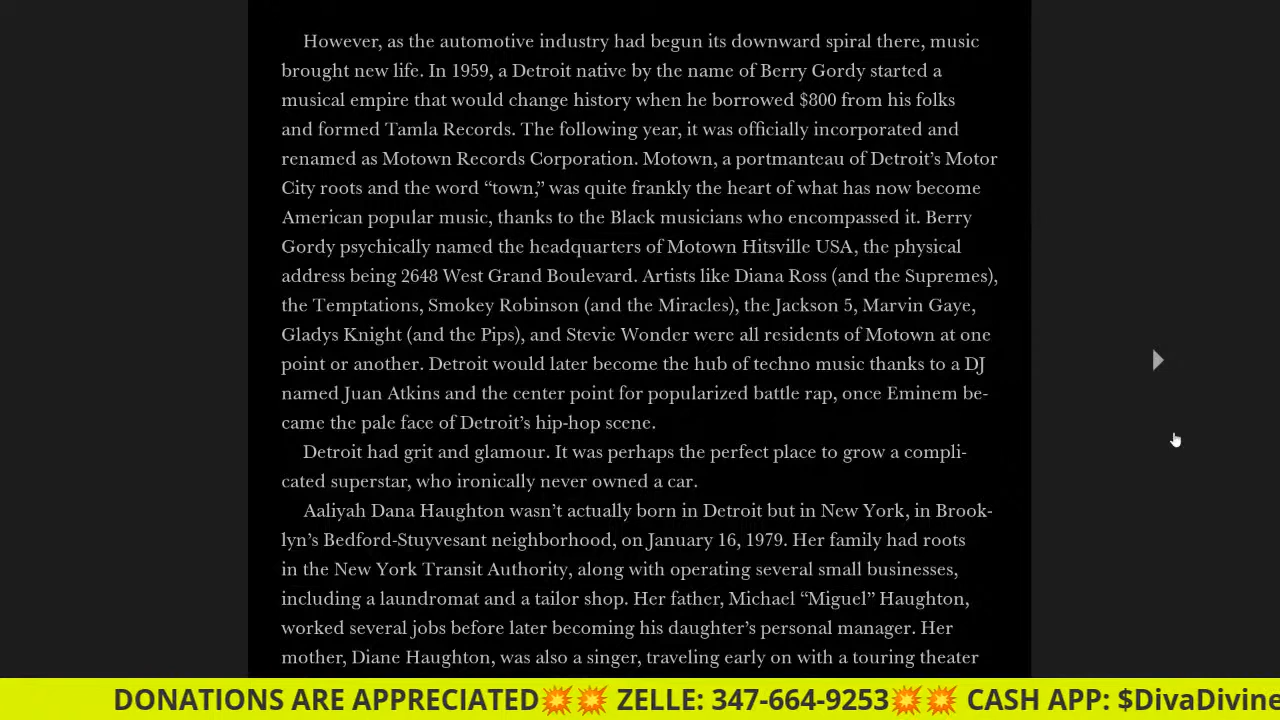 However, as the automotive industry had begun its downward spiral there, music
brought new life. In 1959, a Detroit native by the name of Berry Gordy started a
musical empire that would change history when he borrowed $800 from his folks
and formed Tamla Records. The following year, it was officially incorporated and
renamed as Motown Records Corporation. Motown, a portmanteau of Detroit’s Motor
City roots and the word “town,” was quite frankly the heart of what has now become
American popular music, thanks to the Black musicians who encompassed it. Berry
Gordy psychically named the headquarters of Motown Hitsville USA, the physical
address being 2648 West Grand Boulevard. Artists like Diana Ross (and the Supremes),
the Temptations, Smokey Robinson (and the Miracles), the Jackson 5, Marvin Gaye,
Gladys Knight (and the Pips), and Stevie Wonder were all residents of Motown at one
point or another. Detroit would later become the hub of techno music thanks to a DJ
named Juan Atkins and the center point for popularized battle rap, once Eminem be-
came the pale face of Detroit’s hip-hop scene.
Detroit had grit and glamour. It was perhaps the perfect place to grow a compli-
cated superstar, who ironically never owned a car.
Aaliyah Dana Haughton wasn’t actually born in Detroit but in New York, in Brook-
lyn’s Bedford-Stuyvesant neighborhood, on January 16, 1979. Her family had roots
in the New York Transit Authority, along with operating several small businesses,
including a laundromat and a tailor shop. Her father, Michael “Miguel” Haughton,
worked several jobs before later becoming his daughter’s personal manager. Her
mother, Diane Haughton, was also a singer, traveling early on with a touring theater
DONATIONS ARE APPRECIATED💥💥 ZELLE: 347-664-9253💥💥 CASH APP: $DivaDivine